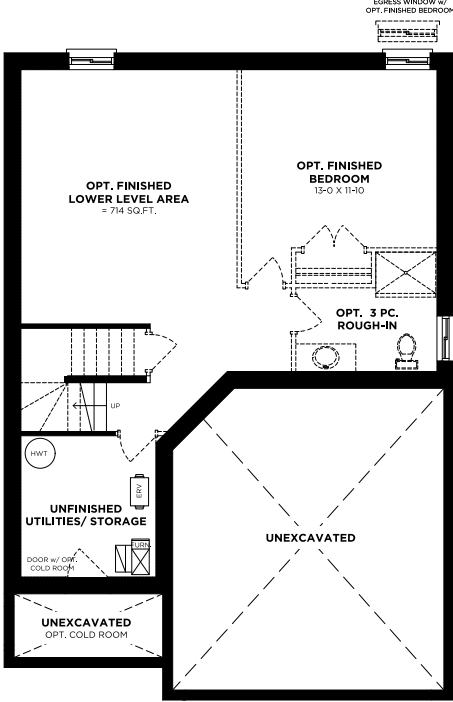 EGRESS WINDOW w/
OPT. FINISHED BEDROOM
OPT. FINISHED
BEDROOM
13-0 X 11-10
OPT. FINISHED
LOWER LEVEL AREA
= 714 SQ.FT.
OPT. 3 PC.
ROUGH-IN
UP
HWT
ERV
UNFINISHED
UTILITIES/ STORAGE
FURN.
DOOR w/ OPT.
COLD ROOM
UNEXCAVATED
UNEXCAVATED
OPT. COLD ROOM